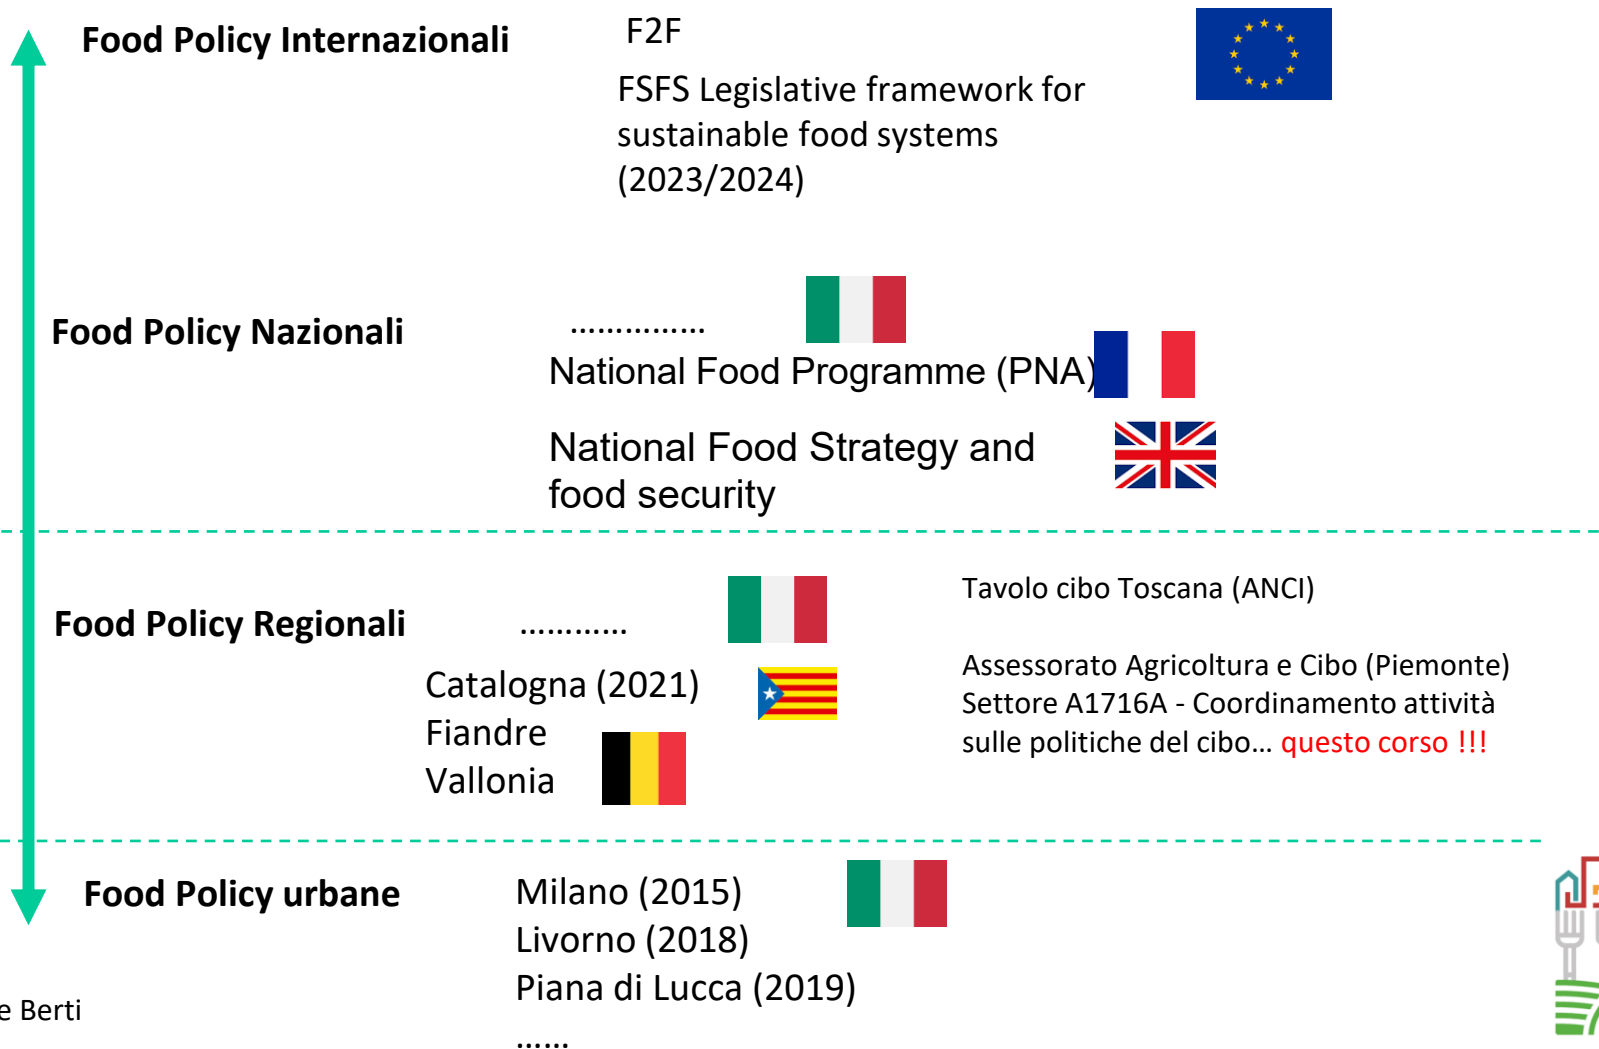 Food Policy Internazionali
F2F
FSFS Legislative framework for
sustainable food systems
(2023/2024)
Food Policy Nazionali
……………
National Food Programme (PNA)
National Food Strategy and
food security
Food Policy Regionali
…………
Catalogna (2021)
Fiandre
Vallonia
Tavolo cibo Toscana (ANCI)
Assessorato Agricoltura e Cibo (Piemonte)
Settore A1716A - Coordinamento attività
sulle politiche del cibo… questo corso !!!
Food Policy urbane
Milano (2015)
Livorno (2018)
Piana di Lucca (2019)
……
e Berti